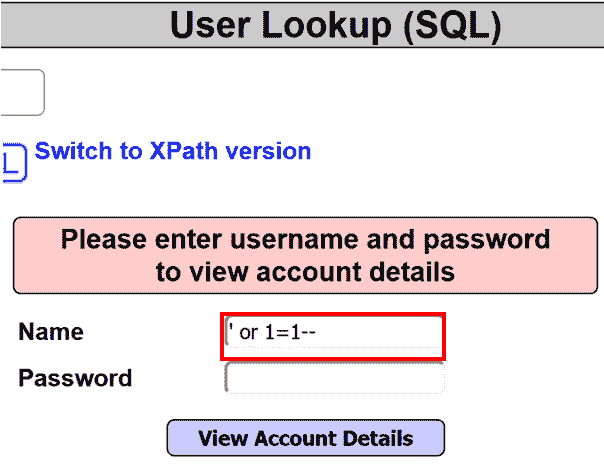 User Lookup (SQL)
L
Switch to XPath version
Please enter username and password
to view account details
Name
' or 1=1--
Password
View Account Details